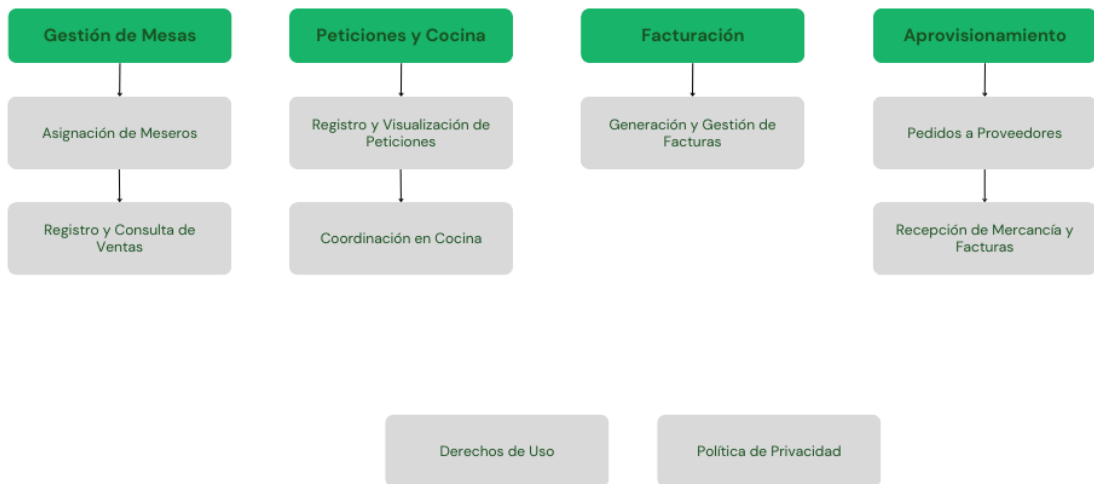 Gestión de Mesas
Peticiones y Cocina
Facturación
Aprovisionamiento
Asignación de Meseros
Registro y Visualización de
Peticiones
Generación y Gestión de
Facturas
Pedidos a Proveedores
Registro y Consulta de
Ventas
Coordinación en Cocina
Recepción de Mercancía y
Facturas
Derechos de Uso
Política de Privacidad